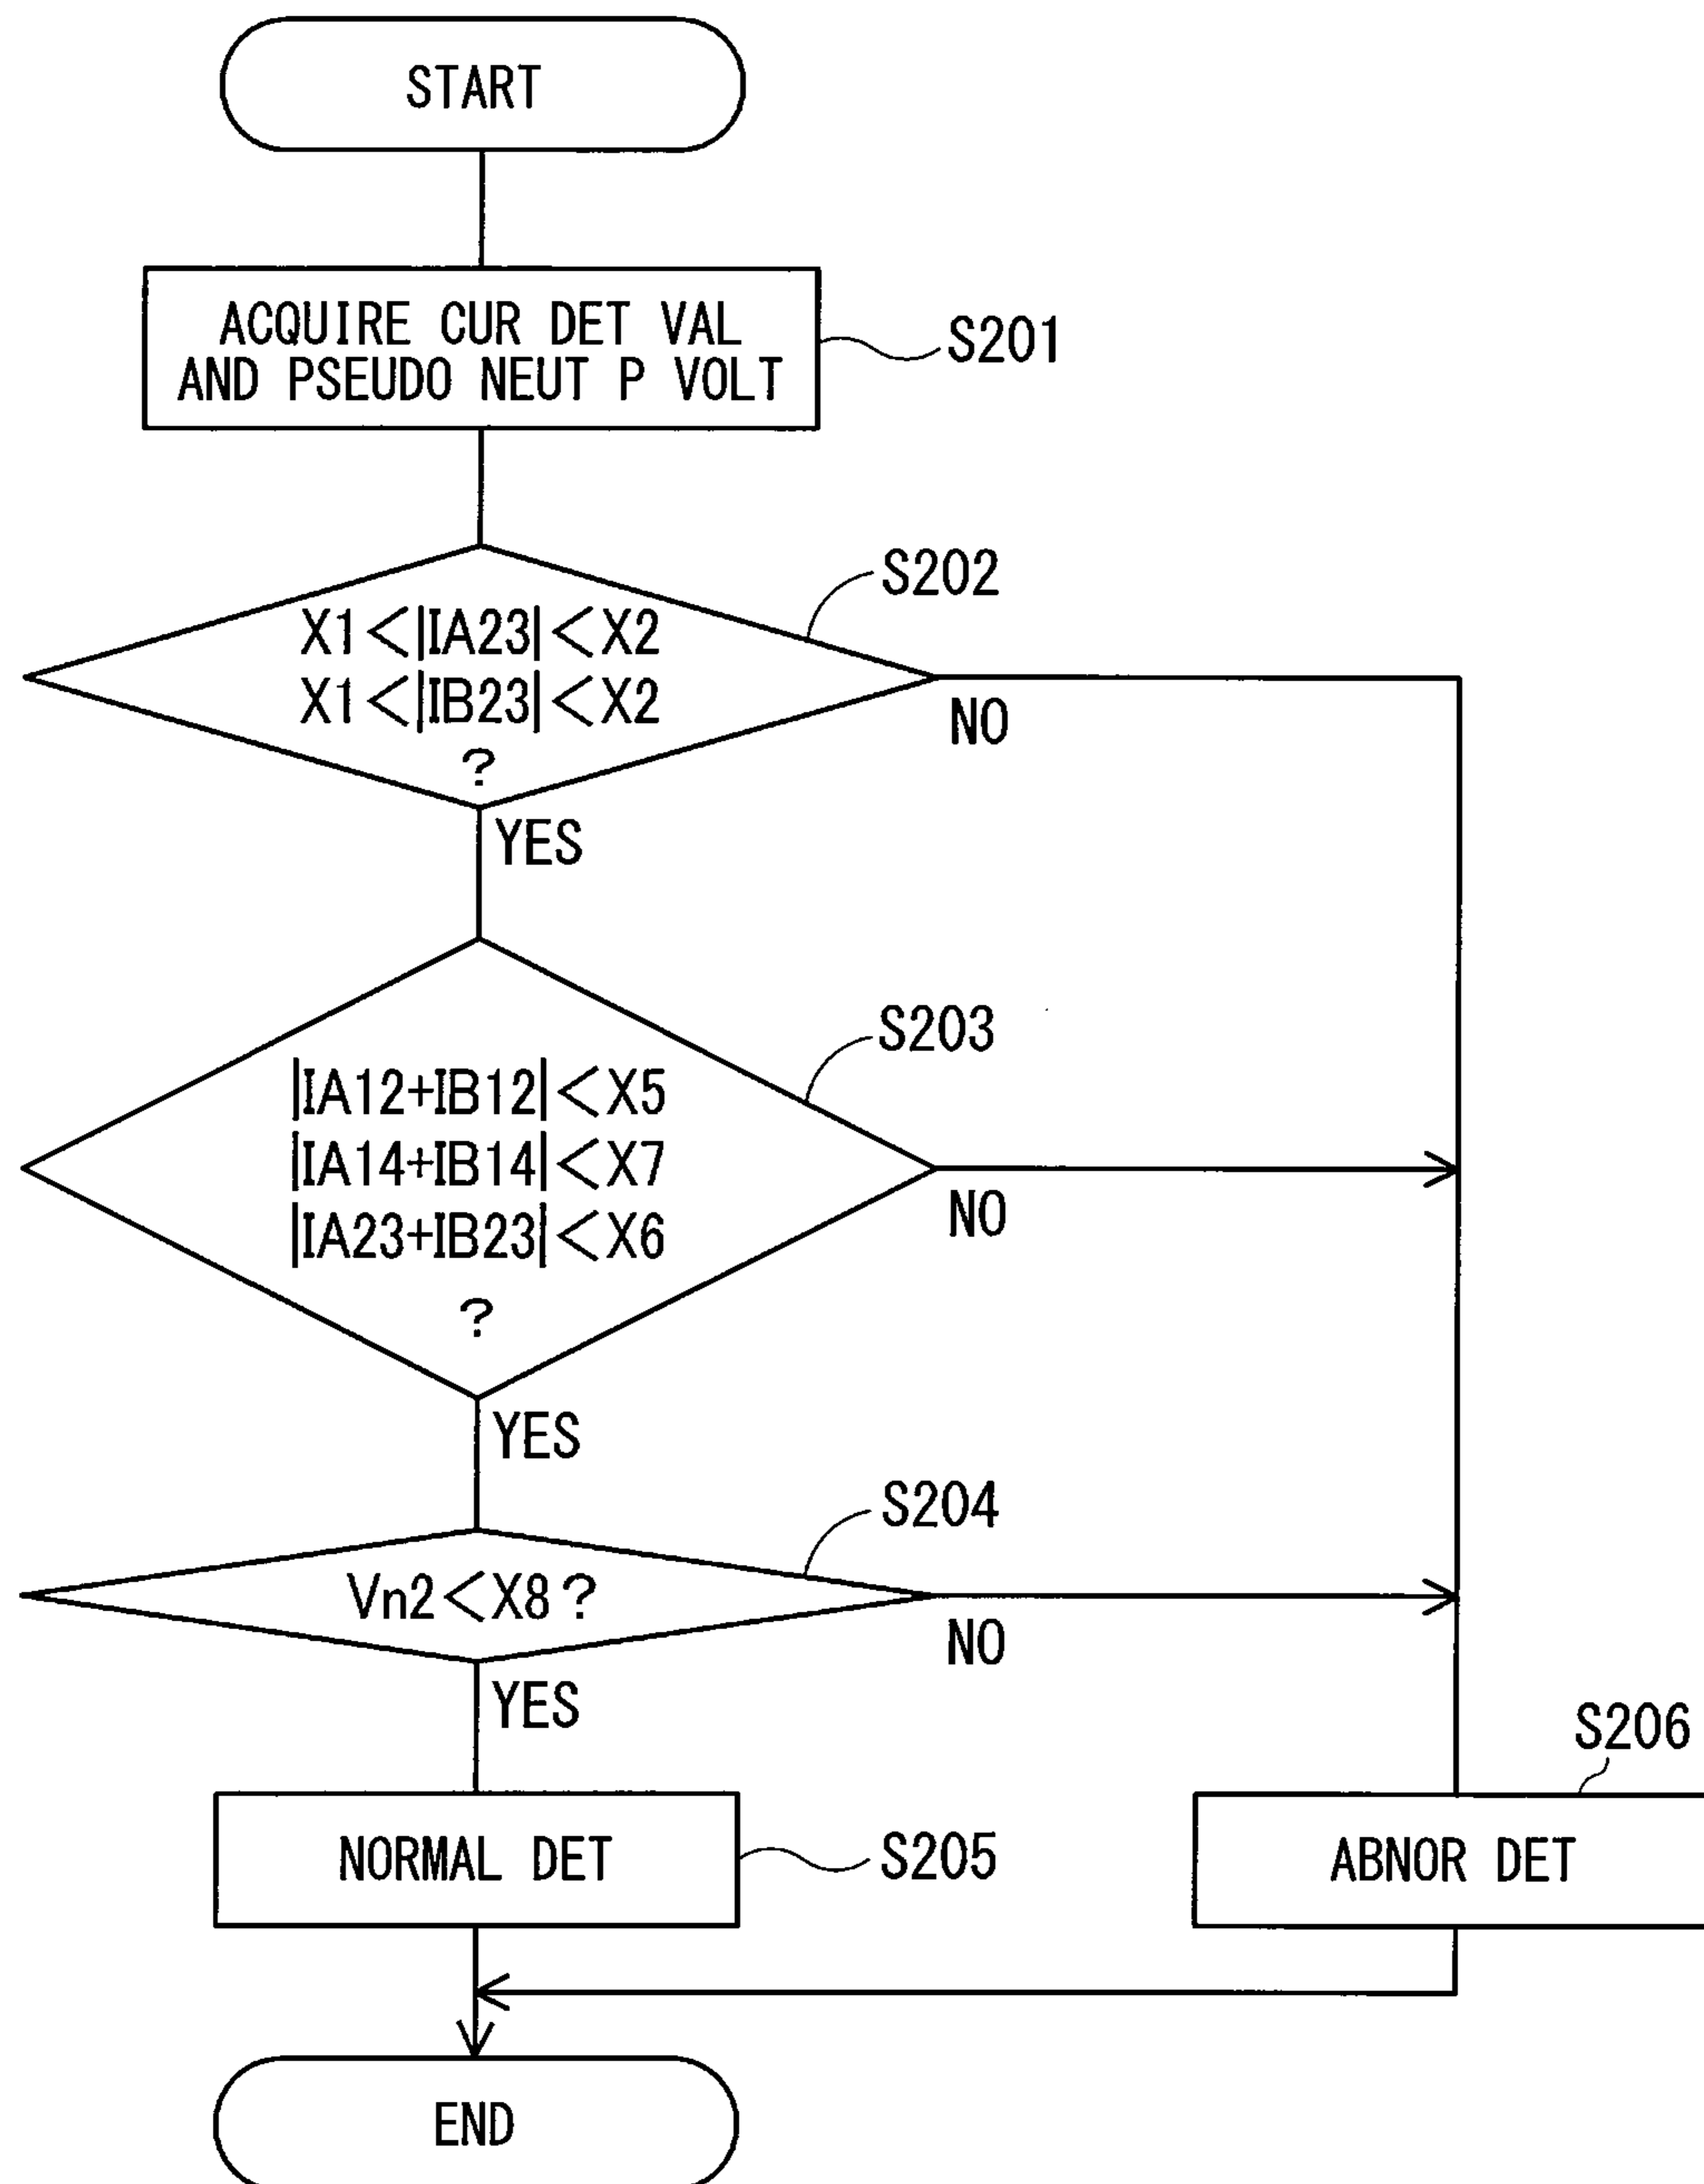 START
ACQUIRE CUR DET VAL
AND PSEUDO NEUT P VOLT
S201
S202
X1<|IA23|<X2
X1<|IB23|<X2
?
NO
YES
S203
|IA12+IB12|<X5
|IA14+IB14|<X7
|IA23+IB23|<X6
?
NO
YES
S204
Vn2<X8?
NO
YES
S206
NORMAL DET
S205
ABNOR DET
END